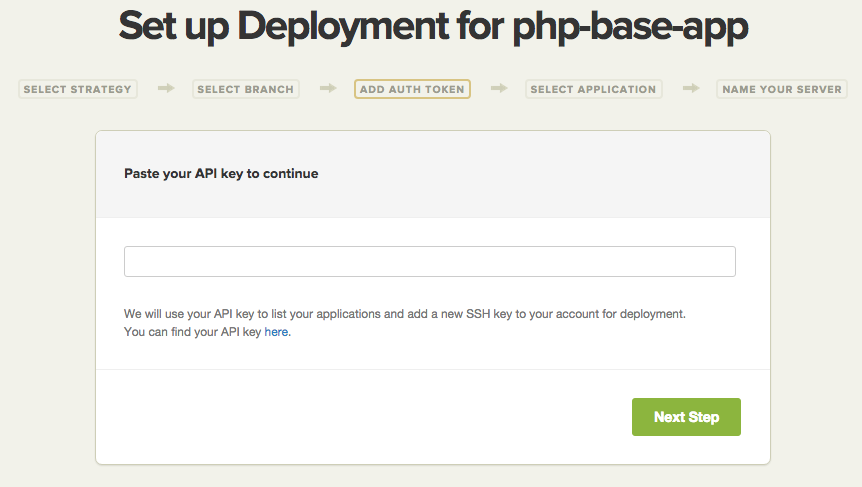 Set up Deployment for php-base-app
SELECT STRATEGY
SELECT BRANCH
ADD AUTH TOKEN
SELECT APPLICATION
NAME YOUR SERVER
Paste your API key to continue
We will use your API key to list your applications and add a new SSH key to your account for deployment.
You can find your API key here.
Next Step